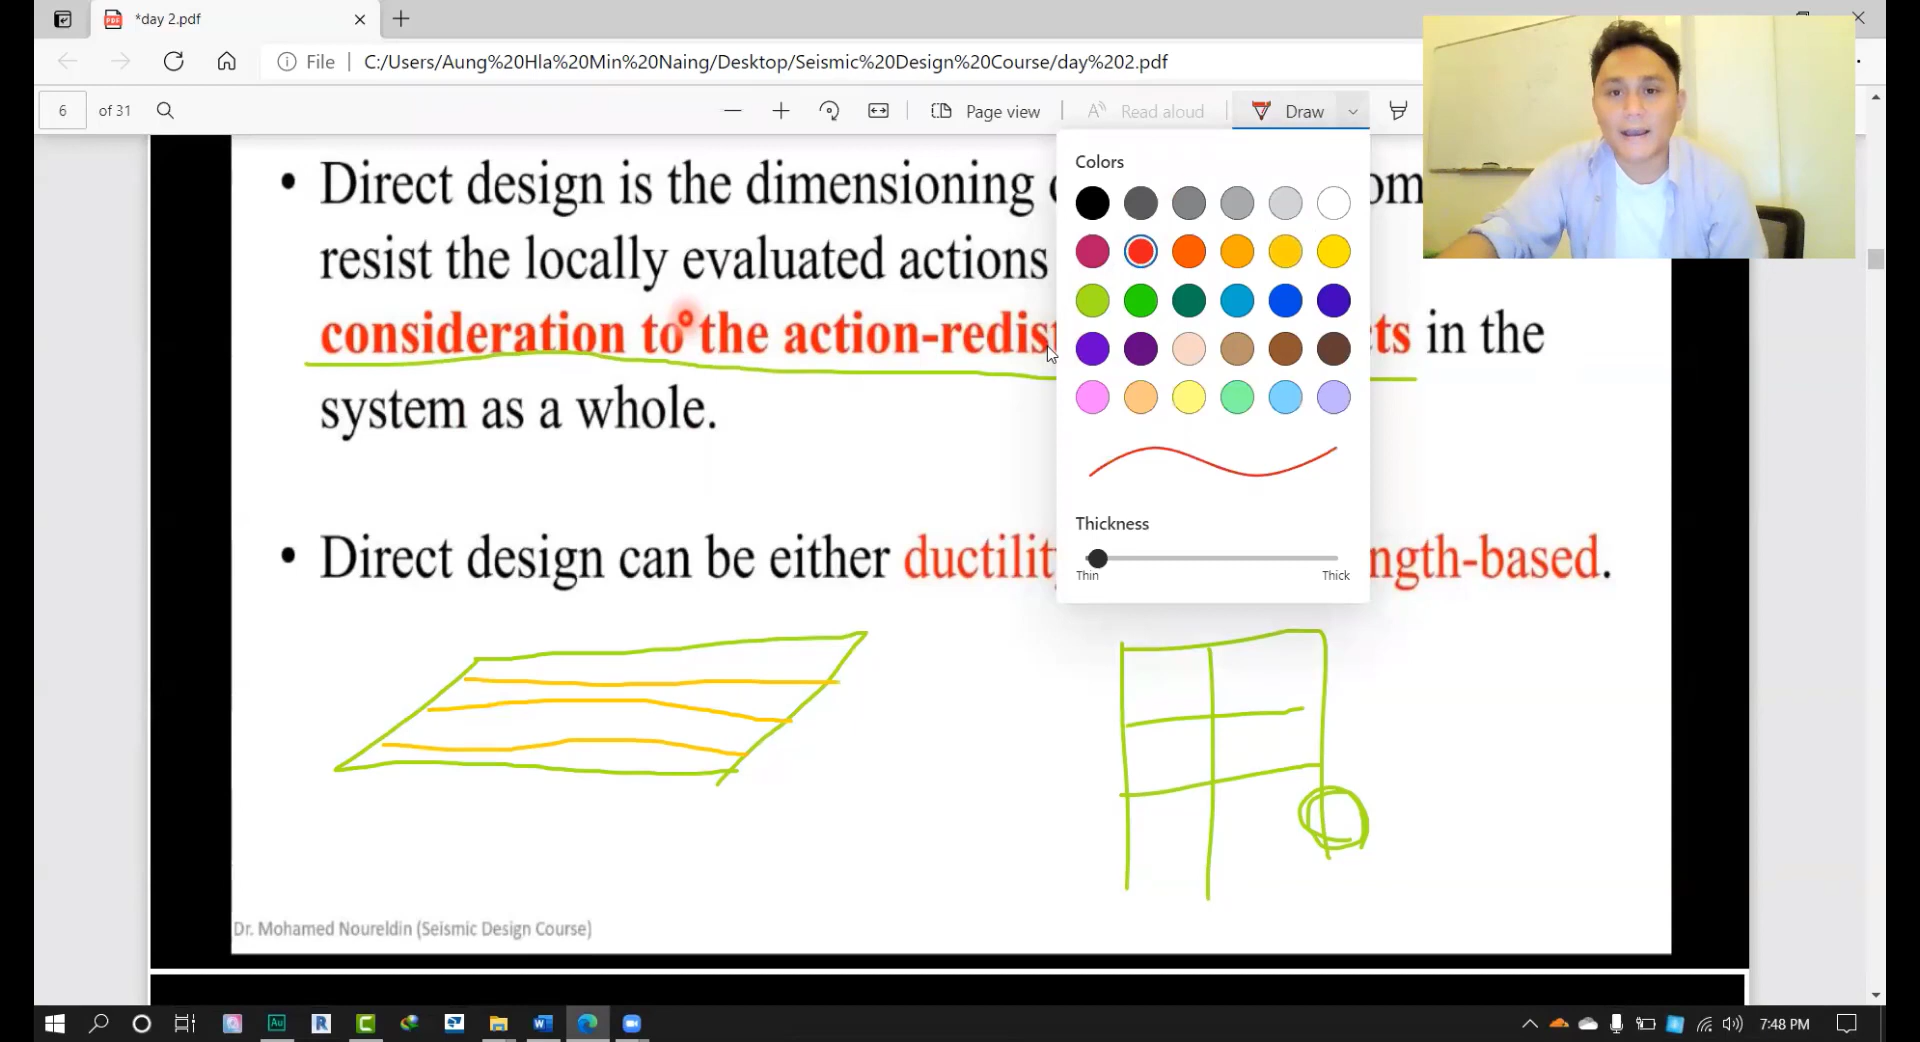 *day 2.pdf
File | C:/Users/Aung%20Hla%20Min%20Naing/Desktop/Seismic%20Design%20Course/day%202.pdf
6 of 31 Page view Read aloud Draw
Colors
• Direct design is the dimensioning
resist the locally evaluated actions
consideration to the action-redist cts in the
system as a whole.
Thickness
Thin Thick
• Direct design can be either ductility ngth-based.
Dr. Mohamed Noureldin (Seismic Design Course)
7:48 PM